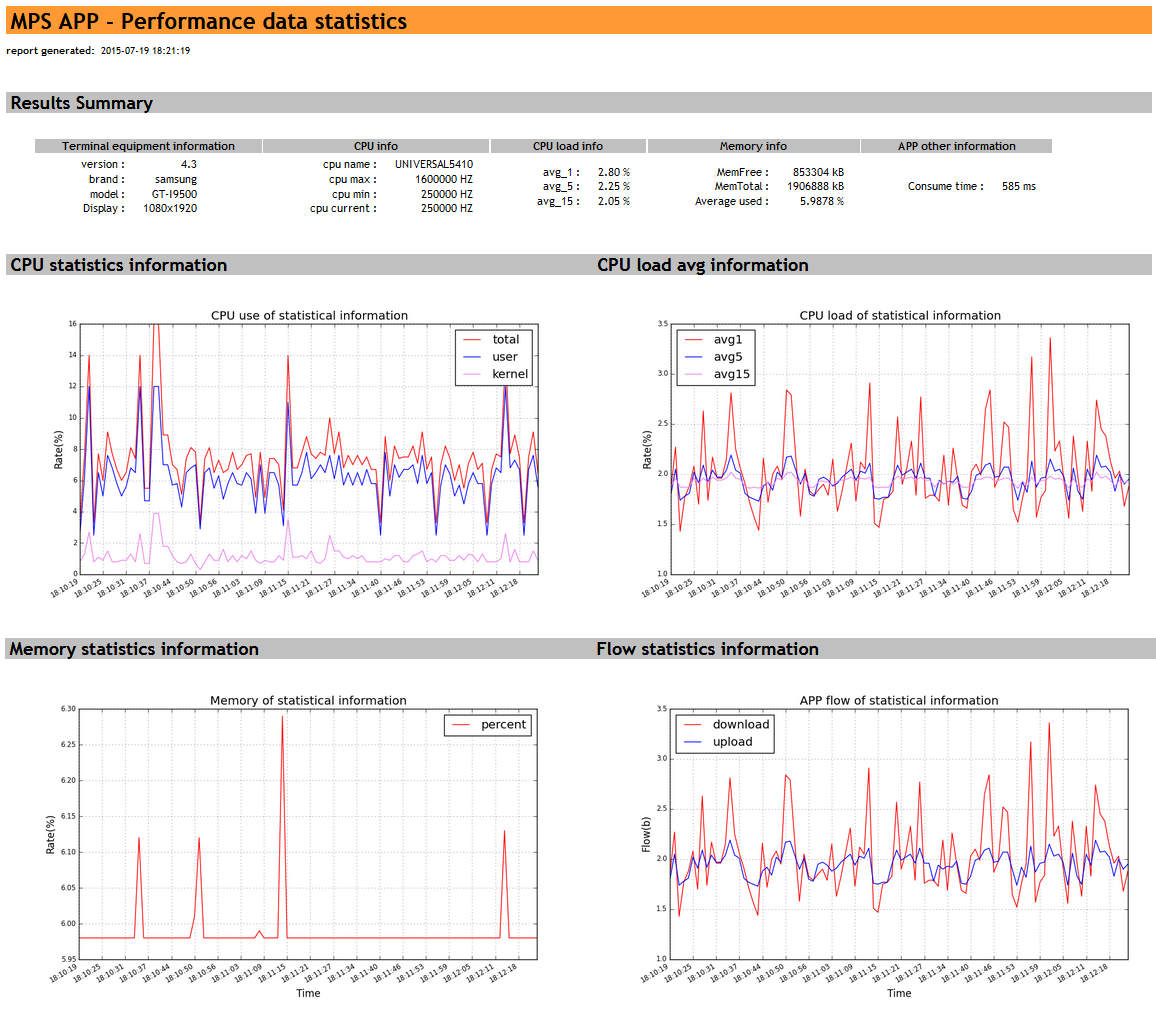 MPS APP - Performance data statistics
report generated: 2015-07-19 18:21:19
Results Summary
Terminal equipment information CPU info CPU load info Memory info APP other information
version : 4.3
brand : samsung
model : GT-I9500
Display : 1080x1920
cpu name : UNIVERSAL5410
cpu max : 1600000 HZ
cpu min : 250000 HZ
cpu current : 250000 HZ
avg_1 : 2.80 %
avg_5 : 2.25 %
avg_15 : 2.05 %
MemFree : 853304 kB
MemTotal : 1906888 kB
Average used : 5.9878 %
Consume time : 585 ms
CPU statistics information CPU load avg information
CPU use of statistical information
16
14
12
10
8
6
4
2
0
Rate(%)
total
user
kernel
18:10:19 18:10:25 18:10:31 18:10:37 18:10:44 18:10:50 18:10:56 18:11:03 18:11:09 18:11:15 18:11:21 18:11:27 18:11:34 18:11:40 18:11:46 18:11:53 18:11:59 18:12:05 18:12:11 18:12:18
CPU load of statistical information
3.5
3.0
2.5
2.0
1.5
1.0
Rate(%)
avg1
avg5
avg15
18:10:19 18:10:25 18:10:31 18:10:37 18:10:44 18:10:50 18:10:56 18:11:03 18:11:09 18:11:15 18:11:21 18:11:27 18:11:34 18:11:40 18:11:46 18:11:53 18:11:59 18:12:05 18:12:11 18:12:18
Memory statistics information Flow statistics information
Memory of statistical information
6.30
6.25
6.20
6.15
6.10
6.05
6.00
5.95
Rate(%)
percent
18:10:19 18:10:25 18:10:31 18:10:37 18:10:44 18:10:50 18:10:56 18:11:03 18:11:09 18:11:15 18:11:21 18:11:27 18:11:34 18:11:40 18:11:46 18:11:53 18:11:59 18:12:05 18:12:11 18:12:18
Time
APP flow of statistical information
3.5
3.0
2.5
2.0
1.5
1.0
Flow(b)
download
upload
18:10:19 18:10:25 18:10:31 18:10:37 18:10:44 18:10:50 18:10:56 18:11:03 18:11:09 18:11:15 18:11:21 18:11:27 18:11:34 18:11:40 18:11:46 18:11:53 18:11:59 18:12:05 18:12:11 18:12:18
Time